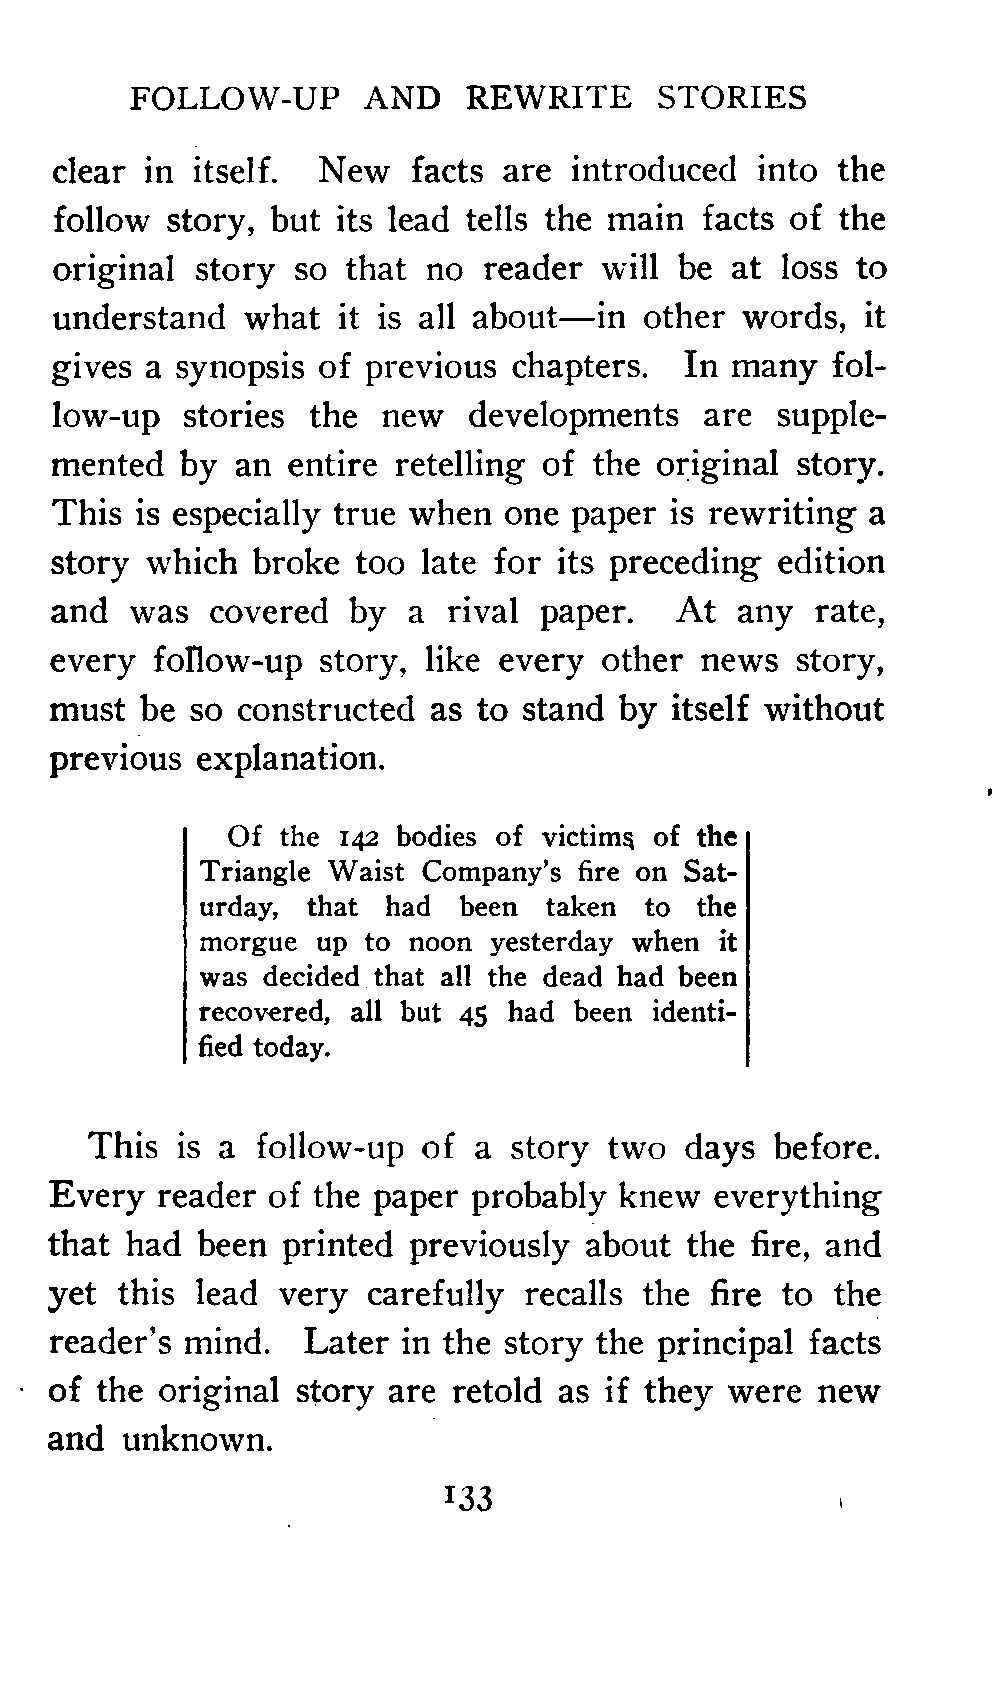 FOLLOW-UP AND REWRITE STORIES
clear in itself. New facts are introduced into the
follow story, but its lead tells the main facts of the
original story so that no reader will be at loss to
understand what it is all about—in other words, it
gives a synopsis of previous chapters. In many fol-
low-up stories the new developments are supple-
mented by an entire retelling of the original story.
This is especially true when one paper is rewriting a
story which broke too late for its preceding edition
and was covered by a rival paper. At any rate,
every follow-up story, like every other news story,
must be so constructed as to stand by itself without
previous explanation.
Of the 142 bodies of victims of the
Triangle Waist Company's fire on Sat-
urday, that had been taken to the
morgue up to noon yesterday when it
was decided that all the dead had been
recovered, all but 45 had been identi-
fied today.
This is a follow-up of a story two days before.
Every reader of the paper probably knew everything
that had been printed previously about the fire, and
yet this lead very carefully recalls the fire to the
reader's mind. Later in the story the principal facts
of the original story are retold as if they were new
and unknown.
133